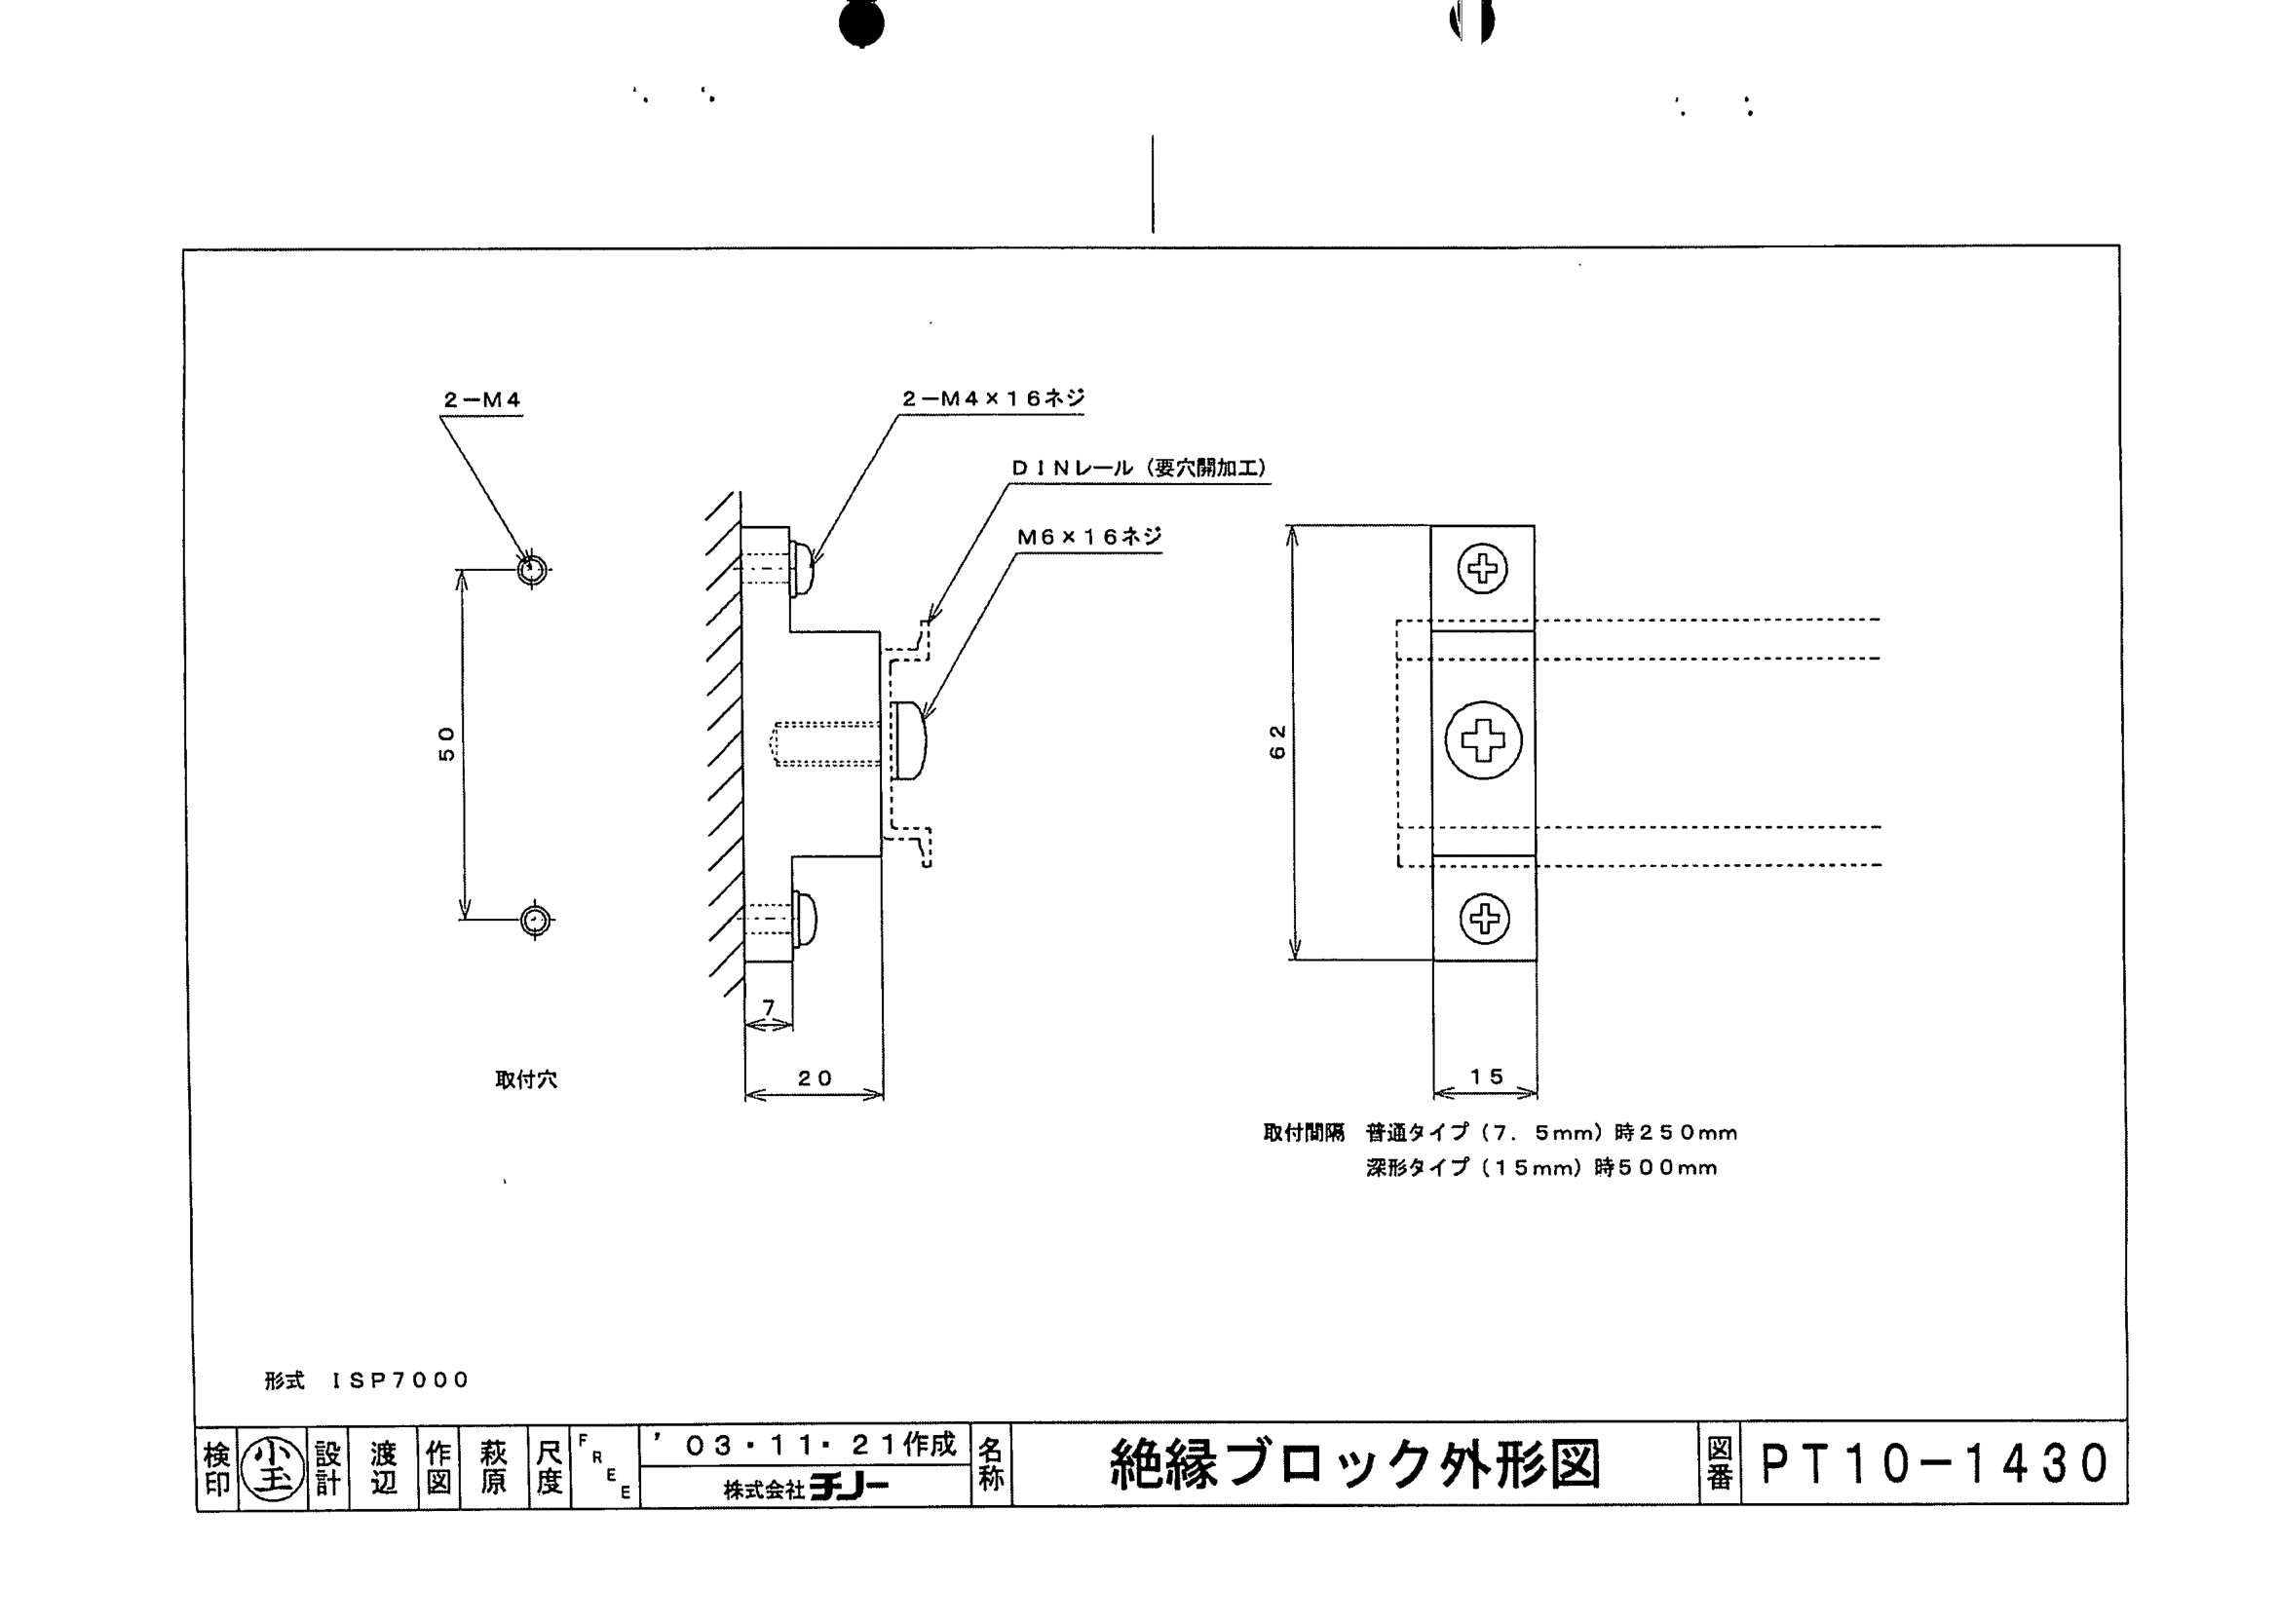 2-M4
2-M4×16ネジ
DINレール(要穴開加工)
M6×16ネジ
50
62
7
20
15
取付穴
取付間隔 普通タイプ(7.5mm)時250mm
深形タイプ(15mm)時500mm
形式 ISP7000
検印 小玉 設計 渡辺 作図 萩原 尺度 FREE
'03・11・21作成
株式会社チノー
名称 絶縁ブロック外形図
図番 PT10-1430